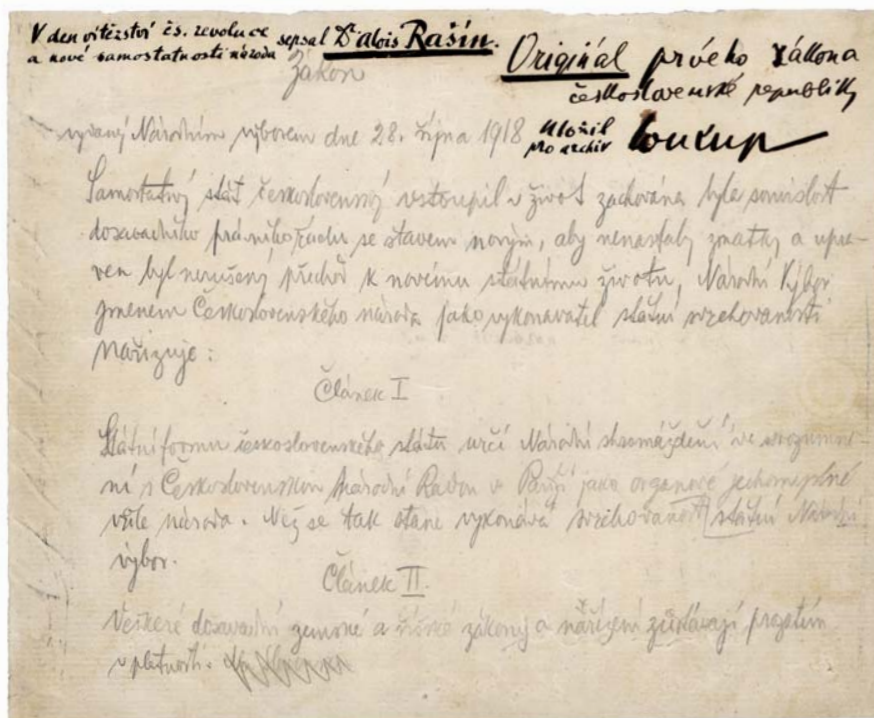 V den vítězství čs. revoluce sepsal Dr Alois Rašín.
a nové samostatnosti národa
Originál prvého zákona
československé republiky
uložil
pro archiv Soukup
Zákon
vydaný Národním výborem dne 28. října 1918
Samostatný stát československý vstoupil v život zachována byla souvislost
dosavadního právního řádu se stavem novým, aby nenastaly zmatky a upra-
ven byl nerušený přechod k novému státnímu životu, Národní Výbor
jmenem Československého národa jako vykonavatel státní svrchovanosti
nařizuje:
Článek I
Státní formu československého státu určí Národní shromáždění ve srozumě-
ní s Československou Národní Radou v Paříži jako organové jednomyslné
vůle národa. Než se tak stane vykonává svrchovanost státní Národní
výbor.
Článek II.
Veškeré dosavadní zemské a říšské zákony a nařízení zůstávají prozatím
v platnosti.